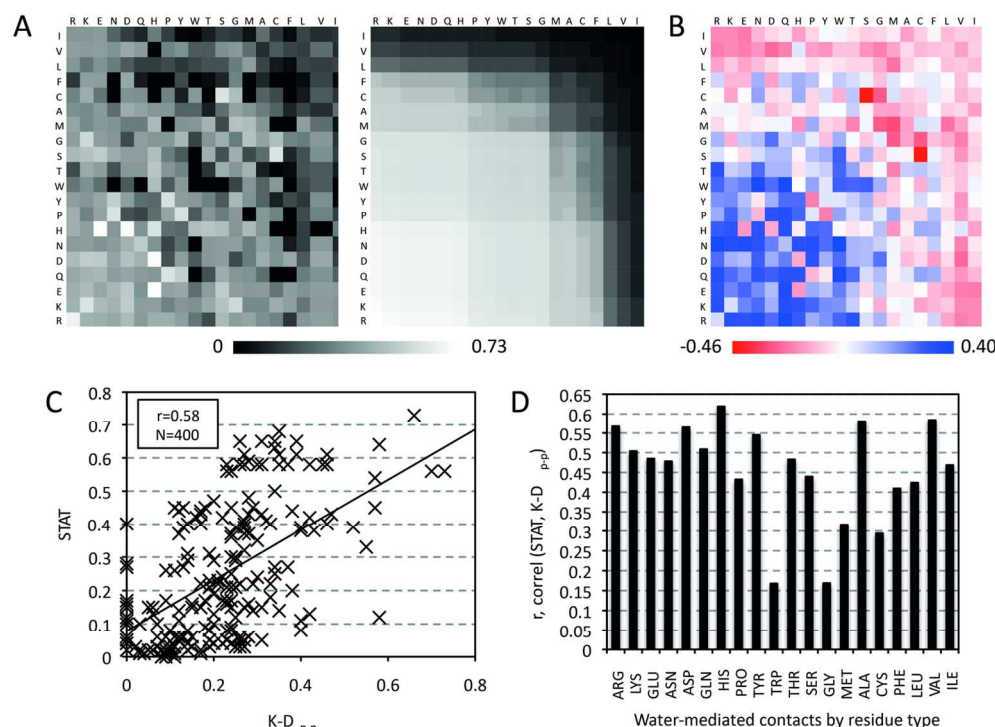 A
R K E N D Q H P Y W T S G M A C F L V I
R K E N D Q H P Y W T S G M A C F L V I
B
R K E N D Q H P Y W T S G M A C F L V I
I
V
L
F
C
A
M
G
S
T
W
Y
P
H
N
D
Q
E
K
R
I
V
L
F
C
A
M
G
S
T
W
Y
P
H
N
D
Q
E
K
R
I
V
L
F
C
A
M
G
S
T
W
Y
P
H
N
D
Q
E
K
R
0 0.73
-0.46 0.40
C
r=0.58
N=400
STAT
0.8
0.7
0.6
0.5
0.4
0.3
0.2
0.1
0
0 0.2 0.4 0.6 0.8
K-D p-p
D
r, correl (STAT, K-D p-p)
0.65
0.6
0.55
0.5
0.45
0.4
0.35
0.3
0.25
0.2
0.15
0.1
0.05
0
ARG
LYS
GLU
ASN
ASP
GLN
HIS
PRO
TYR
TRP
THR
SER
GLY
MET
ALA
CYS
PHE
LEU
VAL
ILE
Water-mediated contacts by residue type